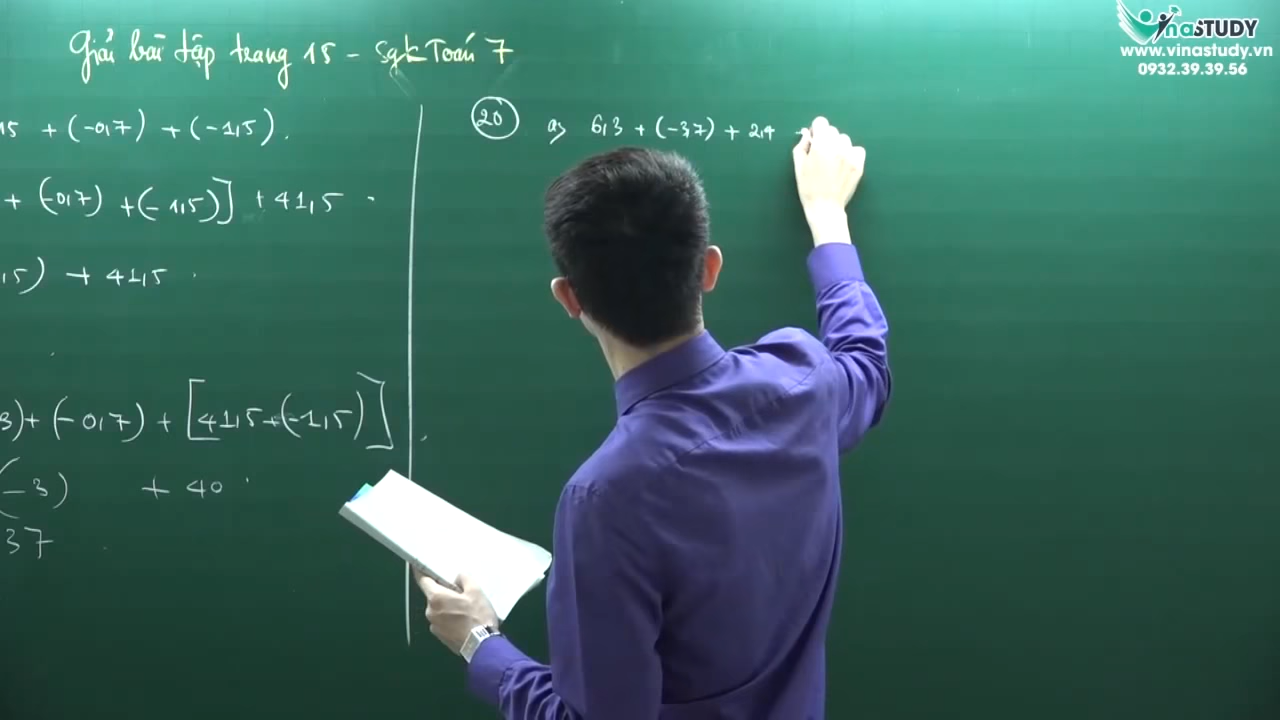 Giải bài tập trang 15 - Sgk Toán 7
15 + (-0,7) + (-1,5).
+ (-0,7) + (-1,5)] + 41,5
,5) + 41,5
3) + (-0,7) + [41,5 + (-1,5)]
(-3) + 40
37
20 a, 6,3 + (-3,7) + 2,4 +
VinaSTUDY
www.vinastudy.vn
0932.39.39.56